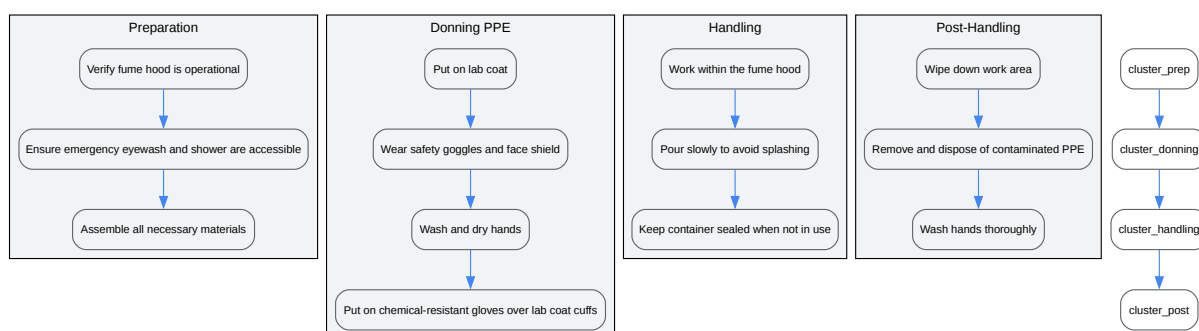 Preparation
Verify fume hood is operational
Ensure emergency eyewash and shower are accessible
Assemble all necessary materials
Donning PPE
Put on lab coat
Wear safety goggles and face shield
Wash and dry hands
Put on chemical-resistant gloves over lab coat cuffs
Handling
Work within the fume hood
Pour slowly to avoid splashing
Keep container sealed when not in use
Post-Handling
Wipe down work area
Remove and dispose of contaminated PPE
Wash hands thoroughly
cluster_prep
cluster_donning
cluster_handling
cluster_post